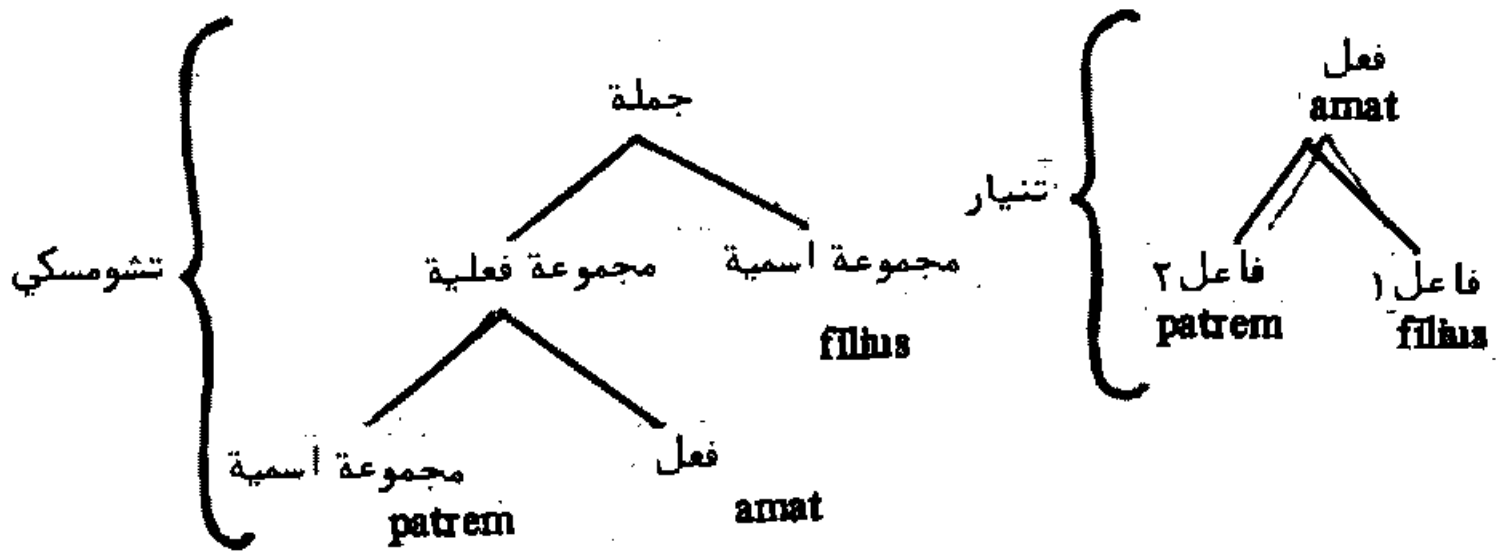 تنيار
فعل
amat
فاعل ١
filius
فاعل ٢
patrem
تشومسكي
جملة
مجموعة اسمية
filius
مجموعة فعلية
فعل
amat
مجموعة اسمية
patrem